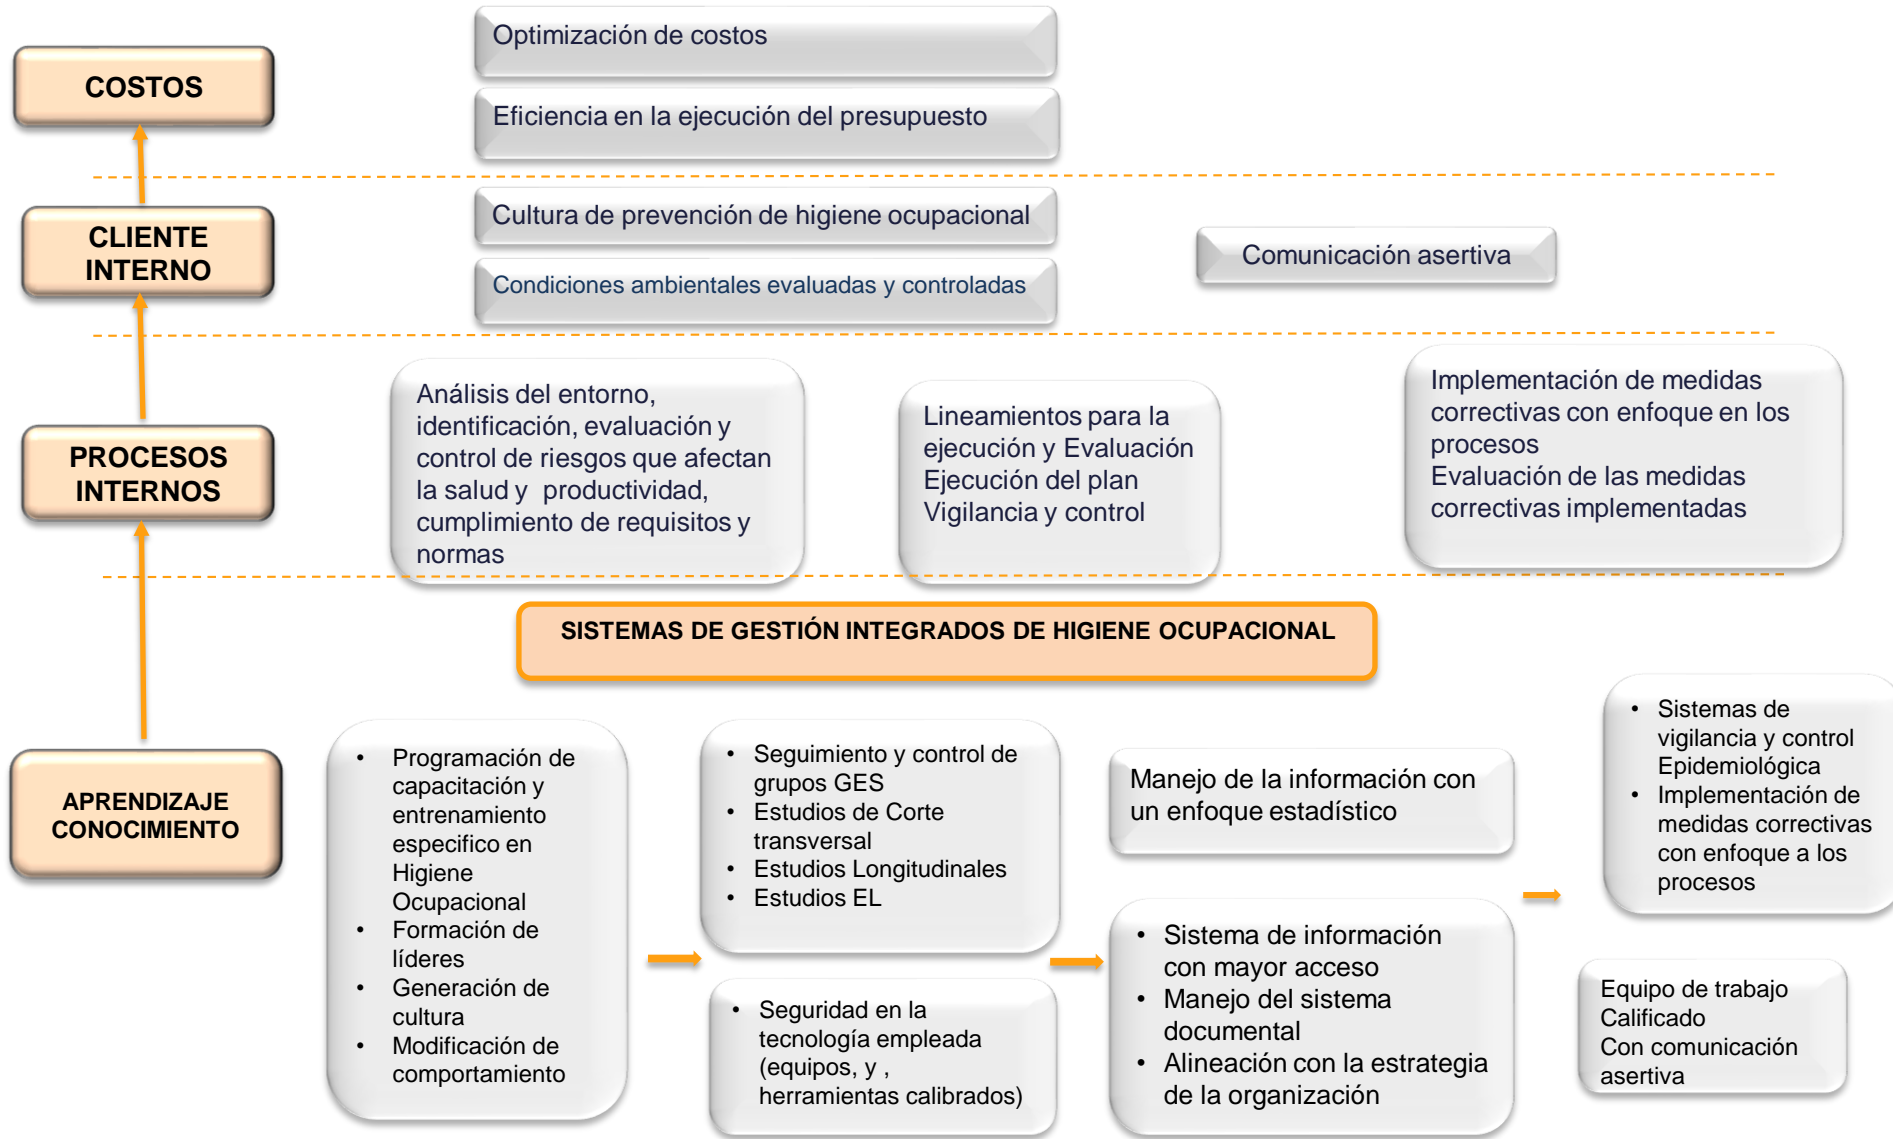 COSTOS
Optimización de costos
Eficiencia en la ejecución del presupuesto
CLIENTE
INTERNO
Cultura de prevención de higiene ocupacional
Condiciones ambientales evaluadas y controladas
Comunicación asertiva
PROCESOS
INTERNOS
Análisis del entorno,
identificación, evaluación y
control de riesgos que afectan
la salud y productividad,
cumplimiento de requisitos y
normas
Lineamientos para la
ejecución y Evaluación
Ejecución del plan
Vigilancia y control
Implementación de medidas
correctivas con enfoque en los
procesos
Evaluación de las medidas
correctivas implementadas
SISTEMAS DE GESTIÓN INTEGRADOS DE HIGIENE OCUPACIONAL
APRENDIZAJE
CONOCIMIENTO
• Programación de
capacitación y
entrenamiento
especifico en
Higiene
Ocupacional
• Formación de
líderes
• Generación de
cultura
• Modificación de
comportamiento
• Seguimiento y control de
grupos GES
• Estudios de Corte
transversal
• Estudios Longitudinales
• Estudios EL
• Seguridad en la
tecnología empleada
(equipos, y ,
herramientas calibrados)
Manejo de la información con
un enfoque estadístico
• Sistema de información
con mayor acceso
• Manejo del sistema
documental
• Alineación con la estrategia
de la organización
• Sistemas de
vigilancia y control
Epidemiológica
• Implementación de
medidas correctivas
con enfoque a los
procesos
Equipo de trabajo
Calificado
Con comunicación
asertiva